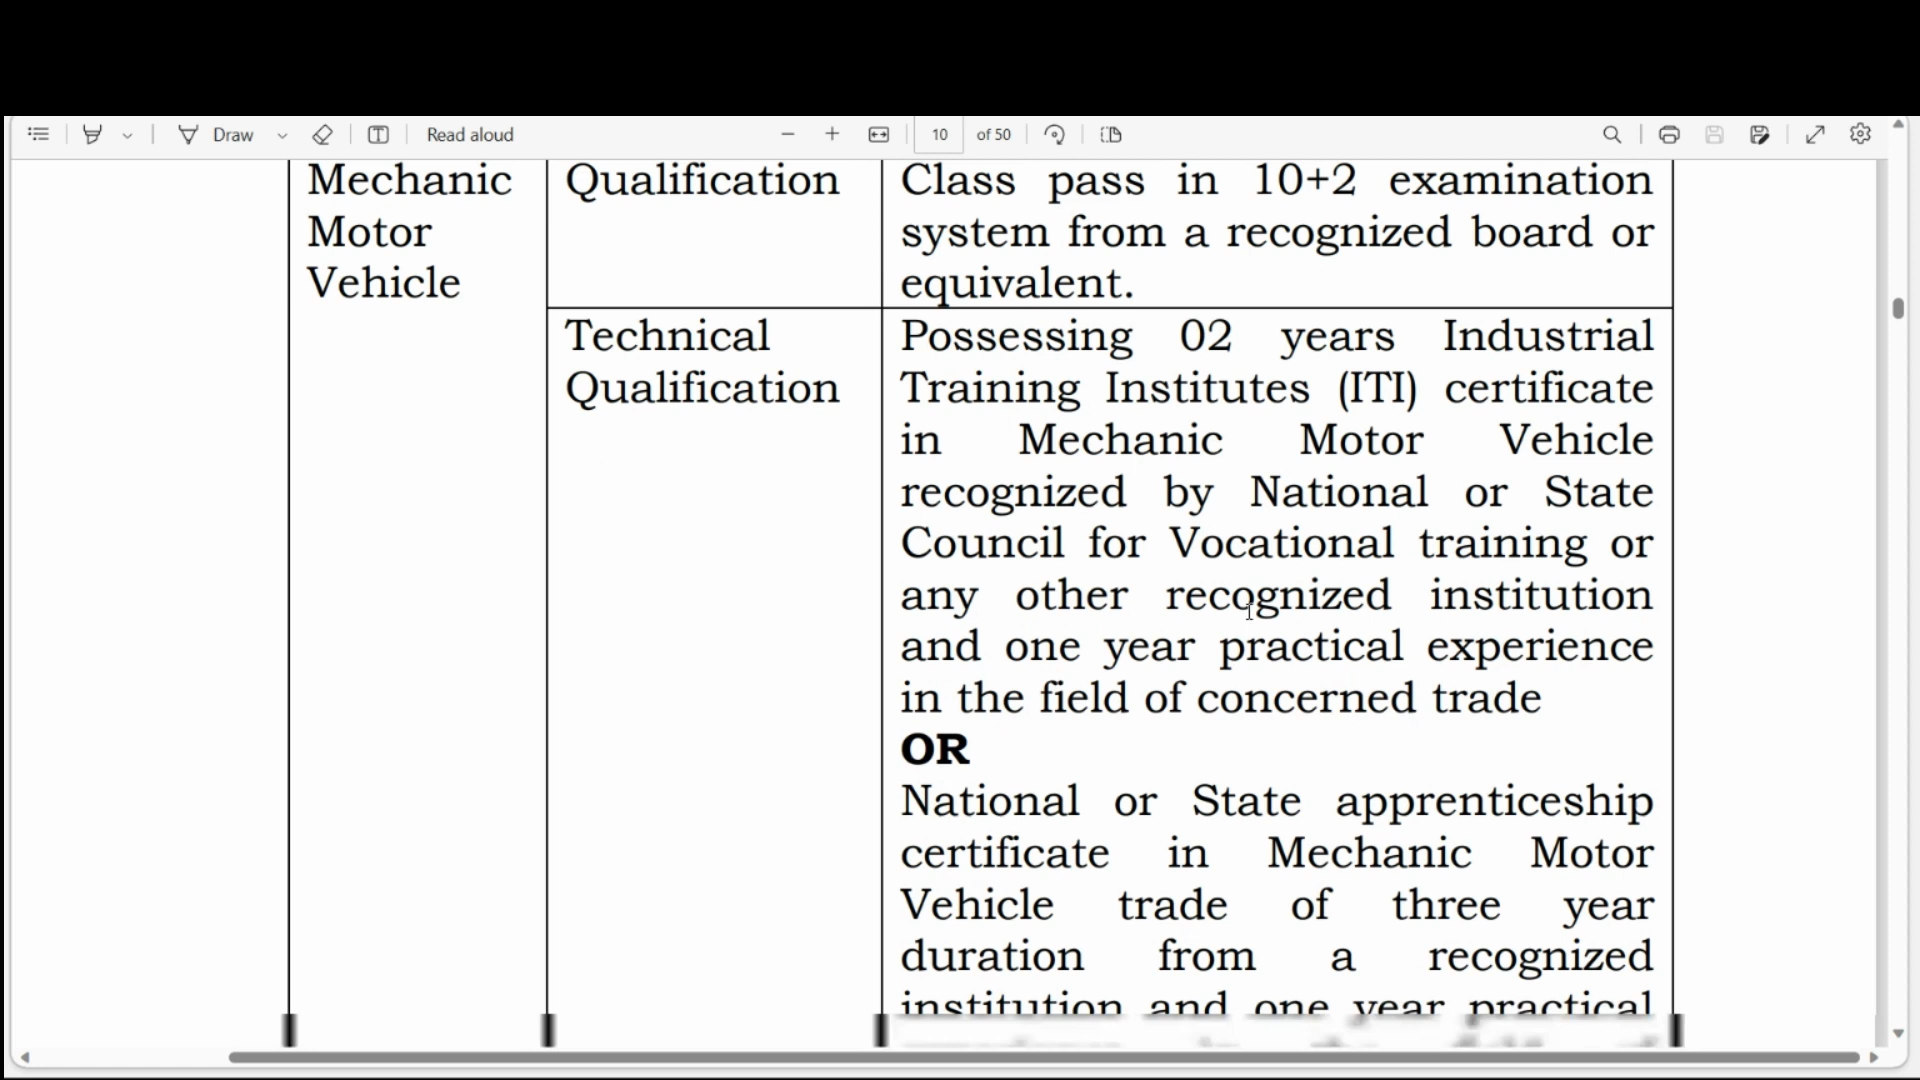 Draw
Read aloud
10 of 50
Mechanic
Motor
Vehicle
Qualification
Class pass in 10+2 examination
system from a recognized board or
equivalent.
Technical
Qualification
Possessing 02 years Industrial
Training Institutes (ITI) certificate
in Mechanic Motor Vehicle
recognized by National or State
Council for Vocational training or
any other recognized institution
and one year practical experience
in the field of concerned trade
OR
National or State apprenticeship
certificate in Mechanic Motor
Vehicle trade of three year
duration from a recognized
institution and one year practical